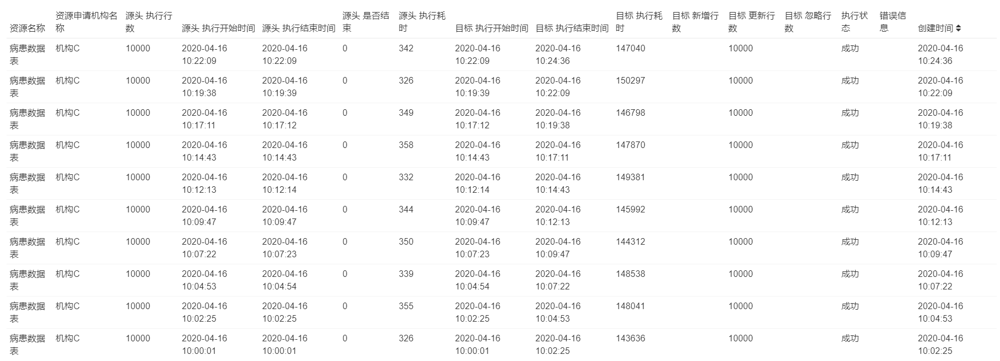 资源名称 资源申请机构名称 源头 执行行数 源头 执行开始时间 源头 执行结束时间 源头 是否结束 源头 执行耗时 目标 执行开始时间 目标 执行结束时间 目标 执行耗时 目标 新增行数 目标 更新行数 目标 忽略行数 执行状态 错误信息 创建时间
病患数据表 机构C 10000 2020-04-16 10:22:09 2020-04-16 10:22:09 0 342 2020-04-16 10:22:09 2020-04-16 10:24:36 147040 10000 成功 2020-04-16 10:24:36
病患数据表 机构C 10000 2020-04-16 10:19:38 2020-04-16 10:19:39 0 326 2020-04-16 10:19:39 2020-04-16 10:22:09 150297 10000 成功 2020-04-16 10:22:09
病患数据表 机构C 10000 2020-04-16 10:17:11 2020-04-16 10:17:12 0 349 2020-04-16 10:17:12 2020-04-16 10:19:38 146798 10000 成功 2020-04-16 10:19:38
病患数据表 机构C 10000 2020-04-16 10:14:43 2020-04-16 10:14:43 0 358 2020-04-16 10:14:43 2020-04-16 10:17:11 147870 10000 成功 2020-04-16 10:17:11
病患数据表 机构C 10000 2020-04-16 10:12:13 2020-04-16 10:12:14 0 332 2020-04-16 10:12:14 2020-04-16 10:14:43 149381 10000 成功 2020-04-16 10:14:43
病患数据表 机构C 10000 2020-04-16 10:09:47 2020-04-16 10:09:47 0 344 2020-04-16 10:09:47 2020-04-16 10:12:13 145992 10000 成功 2020-04-16 10:12:13
病患数据表 机构C 10000 2020-04-16 10:07:22 2020-04-16 10:07:23 0 350 2020-04-16 10:07:23 2020-04-16 10:09:47 144312 10000 成功 2020-04-16 10:09:47
病患数据表 机构C 10000 2020-04-16 10:04:53 2020-04-16 10:04:54 0 339 2020-04-16 10:04:54 2020-04-16 10:07:22 148538 10000 成功 2020-04-16 10:07:22
病患数据表 机构C 10000 2020-04-16 10:02:25 2020-04-16 10:02:25 0 355 2020-04-16 10:02:25 2020-04-16 10:04:53 148041 10000 成功 2020-04-16 10:04:53
病患数据表 机构C 10000 2020-04-16 10:00:01 2020-04-16 10:00:01 0 326 2020-04-16 10:00:01 2020-04-16 10:02:25 143636 10000 成功 2020-04-16 10:02:25